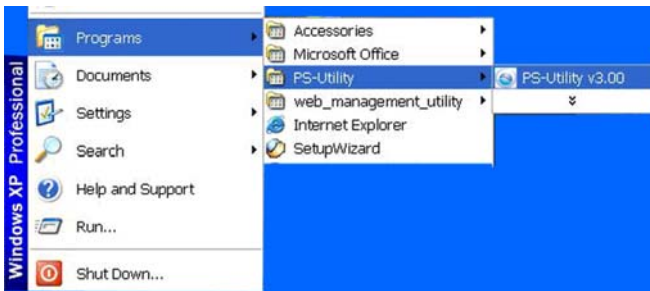 Windows XP Professional
Programs
Documents
Settings
Search
Help and Support
Run...
Shut Down...
Accessories
Microsoft Office
PS-Utility
web_management_utility
Internet Explorer
SetupWizard
PS-Utility v3.00